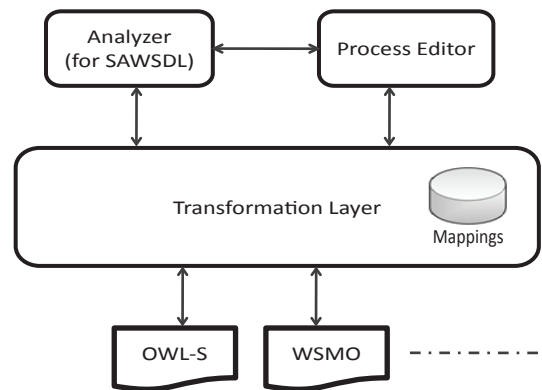 Analyzer
(for SAWSDL)
Process Editor
Transformation Layer
Mappings
OWL-S
WSMO